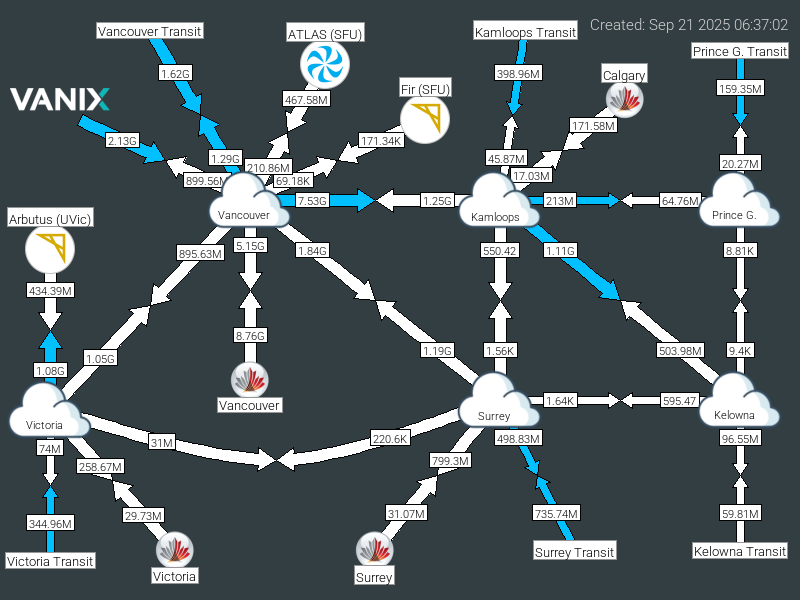 Created: Sep 21 2025 06:37:02
Vancouver Transit
ATLAS (SFU)
Kamloops Transit
Prince G. Transit
1.62G
398.96M
Calgary
159.35M
VANIX
467.58M
Fir (SFU)
171.58M
2.13G
171.34K
1.29G
45.87M
20.27M
899.56M
210.86M
69.18K
17.03M
7.53G
1.25G
213M
64.76M
Arbutus (UVic)
Vancouver
Kamloops
Prince G.
895.63M
5.15G
1.84G
550.42
1.11G
8.81K
434.39M
8.76G
1.05G
1.19G
1.56K
503.98M
9.4K
1.08G
Vancouver
1.64K
595.47
Victoria
Surrey
Kelowna
74M
31M
220.6K
498.83M
96.55M
258.67M
799.3M
344.96M
29.73M
31.07M
735.74M
59.81M
Victoria Transit
Victoria
Surrey
Surrey Transit
Kelowna Transit